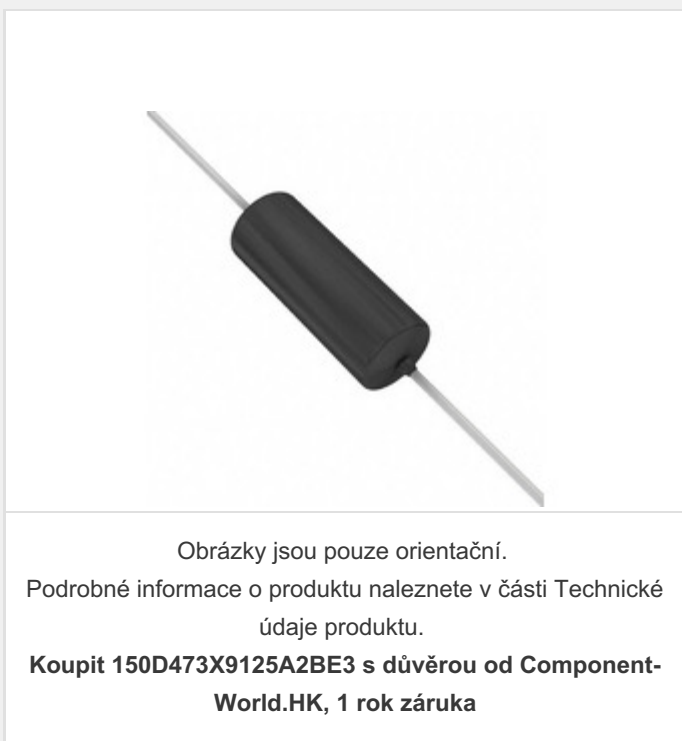 Obrázky jsou pouze orientační.
Podrobné informace o produktu naleznete v části Technické
údaje produktu.
Koupit 150D473X9125A2BE3 s důvěrou od Component-
World.HK, 1 rok záruka